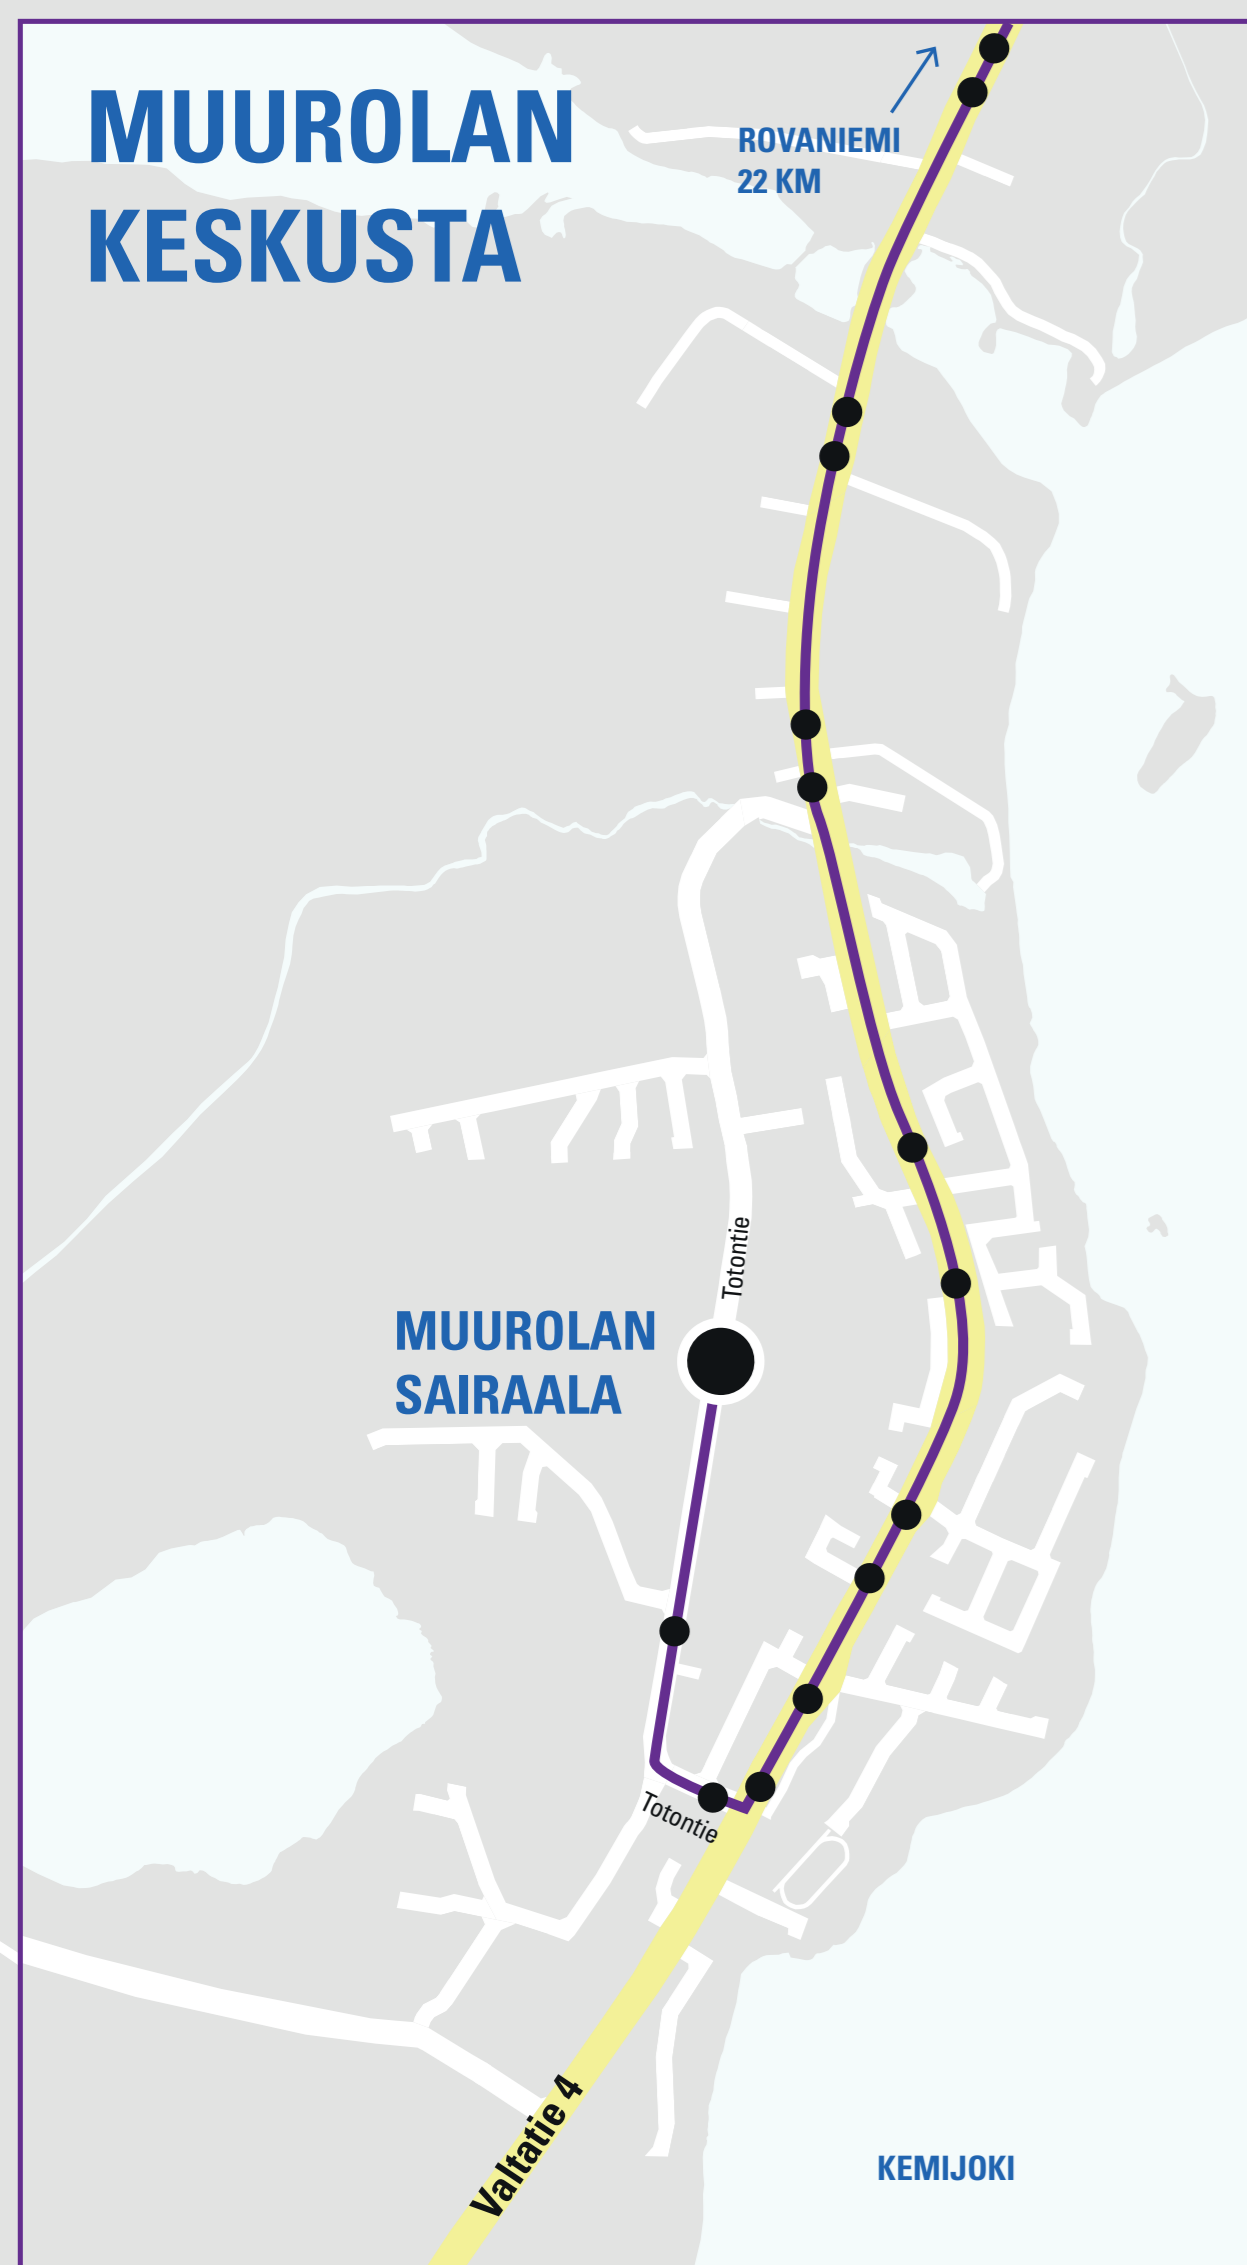 MUUROLAN
KESKUSTA
ROVANIEMI
22 KM
Totontie
MUUROLAN
SAIRAALA
Totontie
Valtatie 4
KEMIJOKI